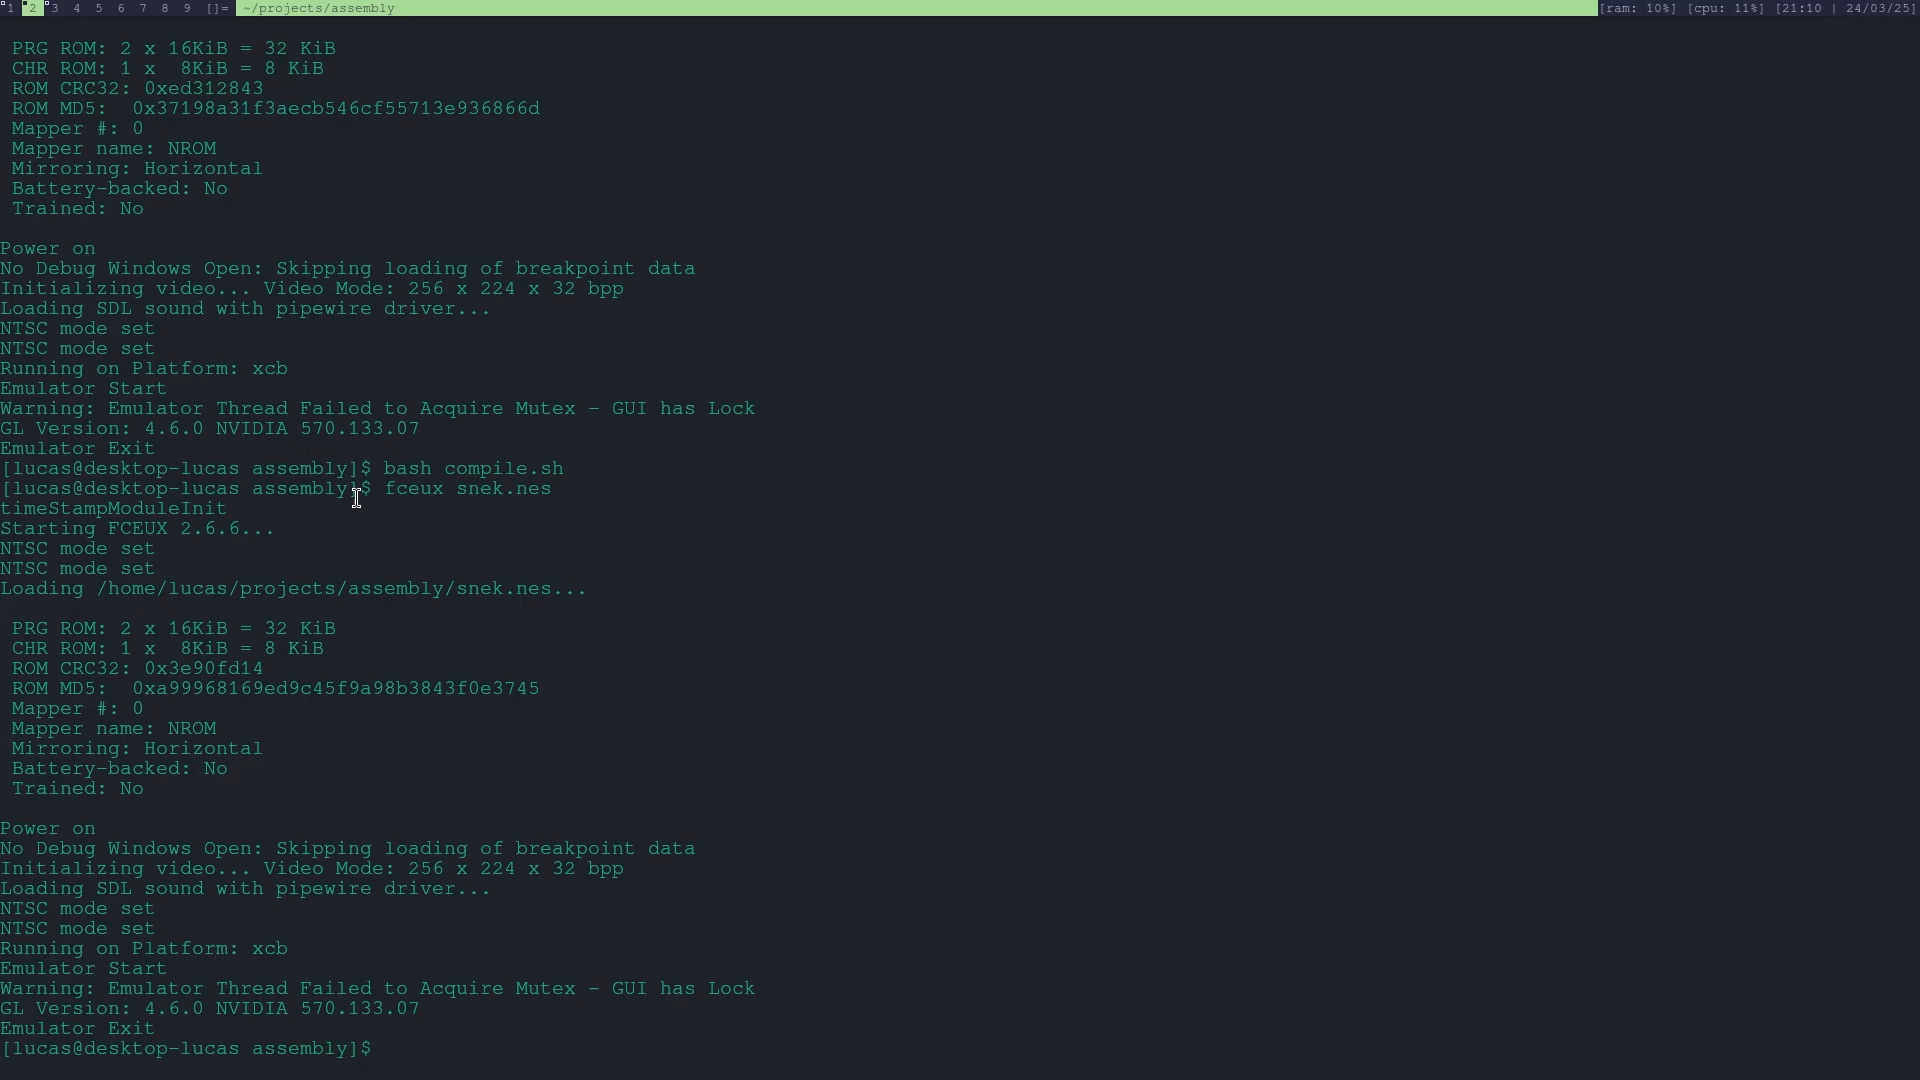 1 2 3 4 5 6 7 8 9 []= ~/projects/assembly [ram: 10%] [cpu: 11%] [21:10 | 24/03/25]
PRG ROM: 2 x 16KiB = 32 KiB
CHR ROM: 1 x  8KiB = 8 KiB
ROM CRC32: 0xed312843
ROM MD5:  0x37198a31f3aecb546cf55713e936866d
Mapper #: 0
Mapper name: NROM
Mirroring: Horizontal
Battery-backed: No
Trained: No
Power on
No Debug Windows Open: Skipping loading of breakpoint data
Initializing video... Video Mode: 256 x 224 x 32 bpp
Loading SDL sound with pipewire driver...
NTSC mode set
NTSC mode set
Running on Platform: xcb
Emulator Start
Warning: Emulator Thread Failed to Acquire Mutex - GUI has Lock
GL Version: 4.6.0 NVIDIA 570.133.07
Emulator Exit
[lucas@desktop-lucas assembly]$ bash compile.sh
[lucas@desktop-lucas assembly]$ fceux snek.nes
timeStampModuleInit
Starting FCEUX 2.6.6...
NTSC mode set
NTSC mode set
Loading /home/lucas/projects/assembly/snek.nes...
PRG ROM: 2 x 16KiB = 32 KiB
CHR ROM: 1 x  8KiB = 8 KiB
ROM CRC32: 0x3e90fd14
ROM MD5:  0xa99968169ed9c45f9a98b3843f0e3745
Mapper #: 0
Mapper name: NROM
Mirroring: Horizontal
Battery-backed: No
Trained: No
Power on
No Debug Windows Open: Skipping loading of breakpoint data
Initializing video... Video Mode: 256 x 224 x 32 bpp
Loading SDL sound with pipewire driver...
NTSC mode set
NTSC mode set
Running on Platform: xcb
Emulator Start
Warning: Emulator Thread Failed to Acquire Mutex - GUI has Lock
GL Version: 4.6.0 NVIDIA 570.133.07
Emulator Exit
[lucas@desktop-lucas assembly]$